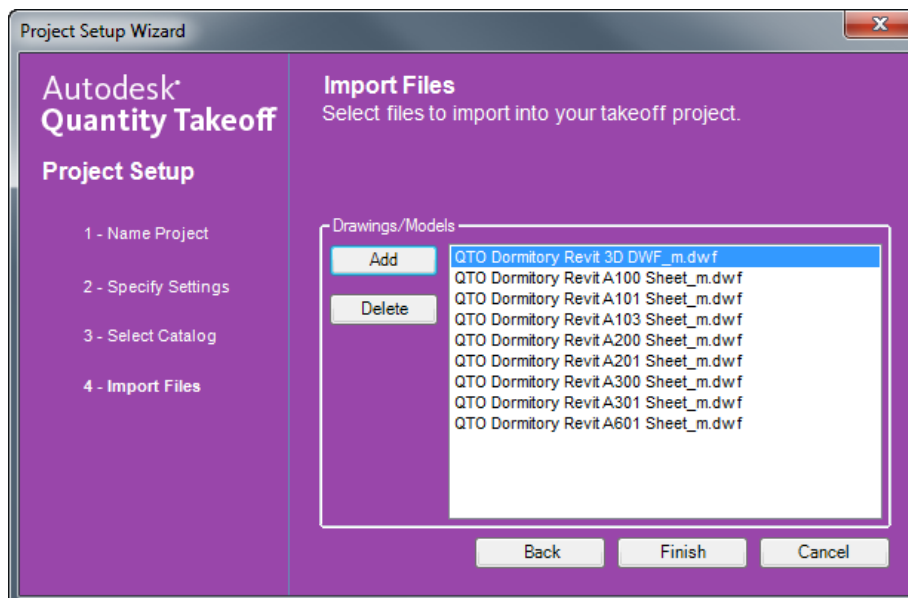 Project Setup Wizard
Autodesk®
Quantity Takeoff
Project Setup
1 - Name Project
2 - Specify Settings
3 - Select Catalog
4 - Import Files
Import Files
Select files to import into your takeoff project.
Drawings/Models
Add
Delete
QTO Dormitory Revit 3D DWF_m.dwf
QTO Dormitory Revit A100 Sheet_m.dwf
QTO Dormitory Revit A101 Sheet_m.dwf
QTO Dormitory Revit A103 Sheet_m.dwf
QTO Dormitory Revit A200 Sheet_m.dwf
QTO Dormitory Revit A201 Sheet_m.dwf
QTO Dormitory Revit A300 Sheet_m.dwf
QTO Dormitory Revit A301 Sheet_m.dwf
QTO Dormitory Revit A601 Sheet_m.dwf
Back
Finish
Cancel